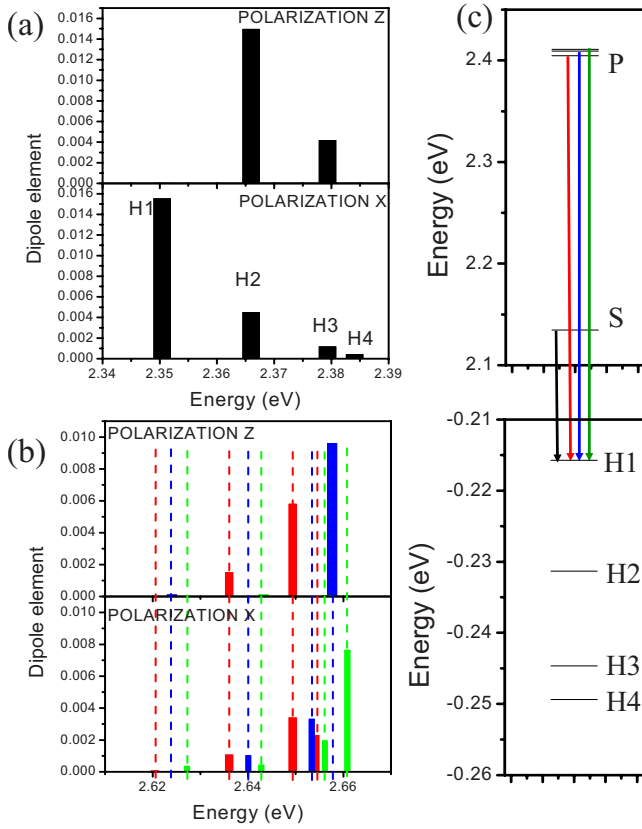 (a)
POLARIZATION Z
0.016
0.014
0.012
0.010
0.008
0.006
0.004
0.002
0.000
POLARIZATION X
0.016
0.014
0.012
0.010
0.008
0.006
0.004
0.002
0.000
H1
H2
H3
H4
Dipole element
2.34 2.35 2.36 2.37 2.38 2.39
Energy (eV)
(b)
POLARIZATION Z
0.010
0.008
0.006
0.004
0.002
0.000
POLARIZATION X
0.010
0.008
0.006
0.004
0.002
0.000
Dipole element
2.62 2.64 2.66
Energy (eV)
(c)
2.4
2.3
2.2
2.1
Energy (eV)
P
S
-0.21
-0.22
-0.23
-0.24
-0.25
-0.26
Energy (eV)
H1
H2
H3
H4